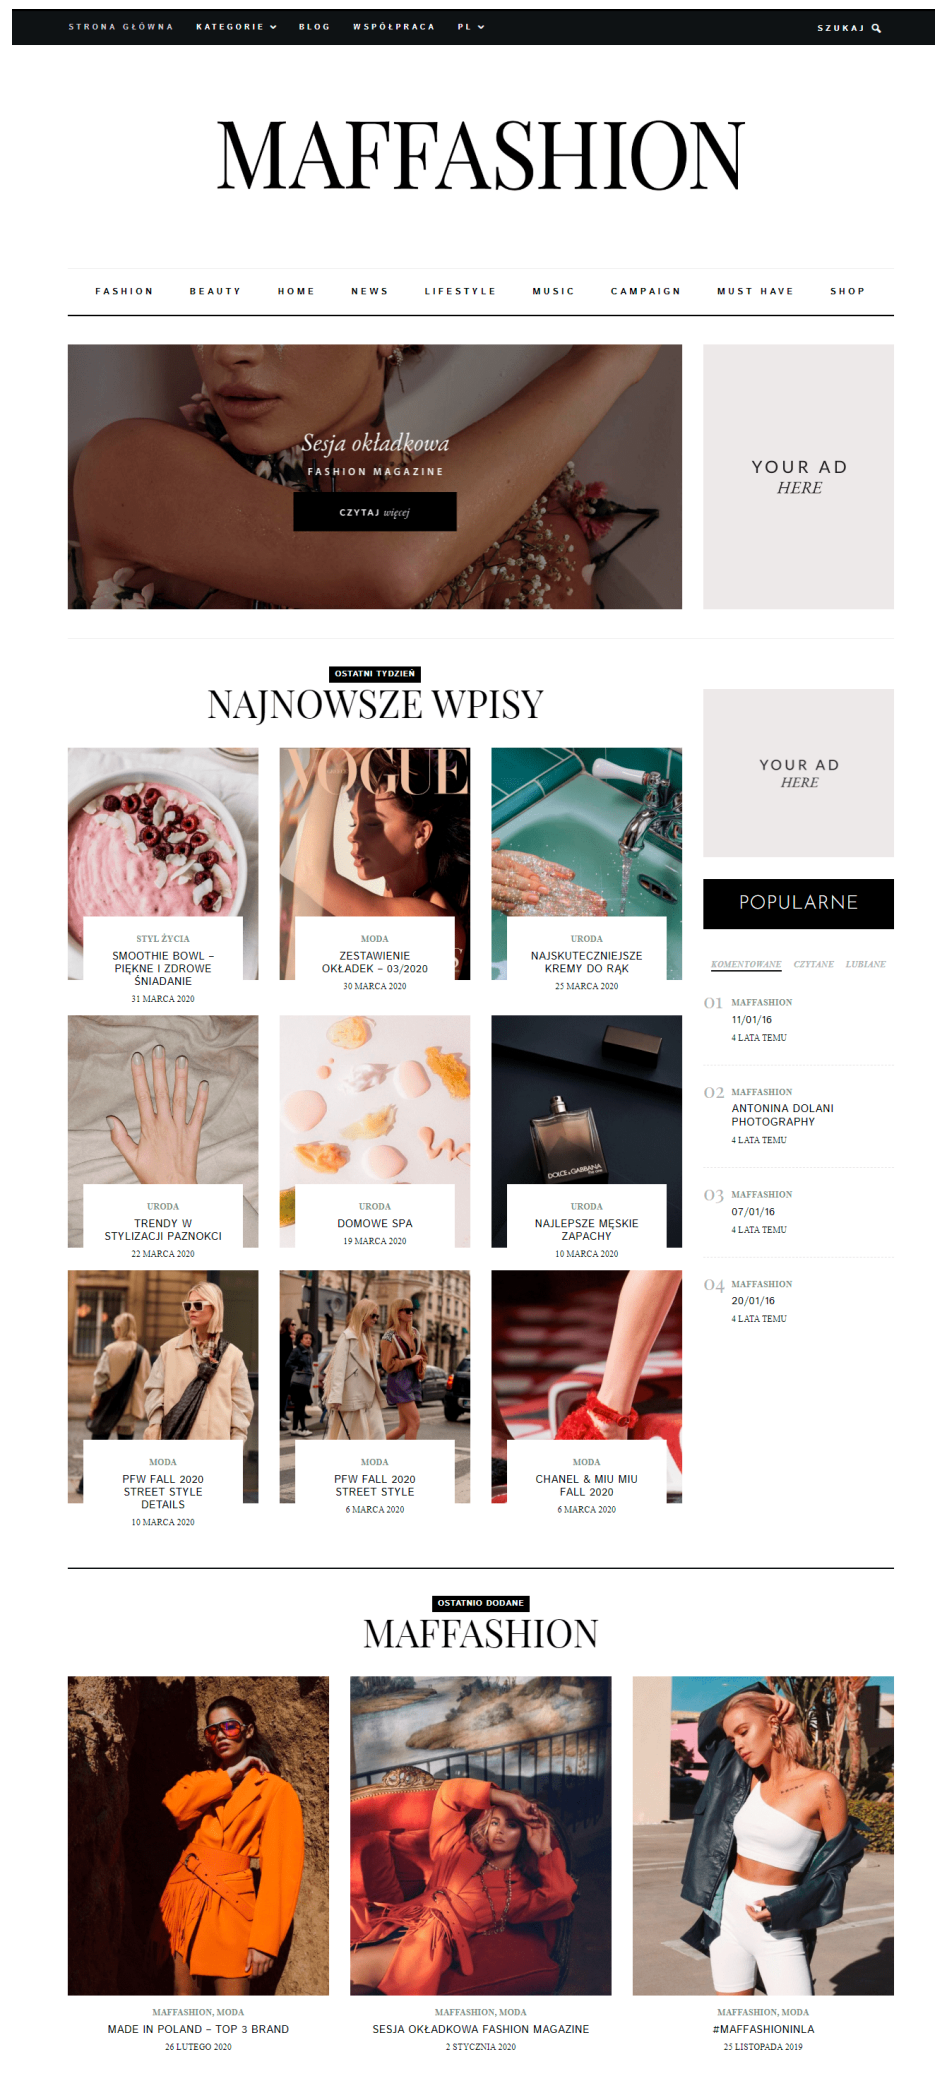 STRONA GŁÓWNA KATEGORIE BLOG WSPÓŁPRACA PL SZUKAJ
MAFFASHION
FASHION BEAUTY HOME NEWS LIFESTYLE MUSIC CAMPAIGN MUST HAVE SHOP
Sesja okładkowa
FASHION MAGAZINE
CZYTAJ więcej
YOUR AD
HERE
OSTATNI TYDZIEŃ
NAJNOWSZE WPISY
VOGUE
STYL ŻYCIA
SMOOTHIE BOWL –
PIĘKNE I ZDROWE
ŚNIADANIE
31 MARCA 2020
MODA
ZESTAWIENIE
OKŁADEK – 03/2020
30 MARCA 2020
URODA
NAJSKUTECZNIEJSZE
KREMY DO RĄK
25 MARCA 2020
URODA
TRENDY W
STYLIZACJI PAZNOKCI
22 MARCA 2020
URODA
DOMOWE SPA
19 MARCA 2020
DOLCE & GABBANA
The one
URODA
NAJLEPSZE MĘSKIE
ZAPACHY
10 MARCA 2020
MODA
PFW FALL 2020
STREET STYLE
DETAILS
10 MARCA 2020
MODA
PFW FALL 2020
STREET STYLE
6 MARCA 2020
MODA
CHANEL & MIU MIU
FALL 2020
6 MARCA 2020
YOUR AD
HERE
POPULARNE
KOMENTOWANE CZYTANE LUBIANE
01 MAFFASHION
11/01/16
4 LATA TEMU
02 MAFFASHION
ANTONINA DOLANI
PHOTOGRAPHY
4 LATA TEMU
03 MAFFASHION
07/01/16
4 LATA TEMU
04 MAFFASHION
20/01/16
4 LATA TEMU
OSTATNIO DODANE
MAFFASHION
MAFFASHION, MODA
MADE IN POLAND – TOP 3 BRAND
26 LUTEGO 2020
MAFFASHION, MODA
SESJA OKŁADKOWA FASHION MAGAZINE
2 STYCZNIA 2020
MAFFASHION, MODA
#MAFFASHIONINLA
25 LISTOPADA 2019